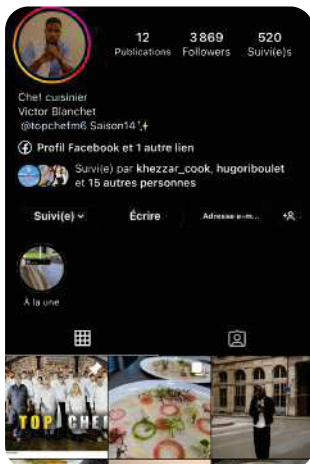 12 3 869 520
Publications Followers Suivi(e)s
Chef cuisinier
Victor Blanchet
@topchefm6 Saison14
Profil Facebook et 1 autre lien
Suivi(e) par khezzar_cook, hugoriboulet
et 15 autres personnes
Suivi(e) Écrire Adresse e-m...
À la une
TOP CHEF